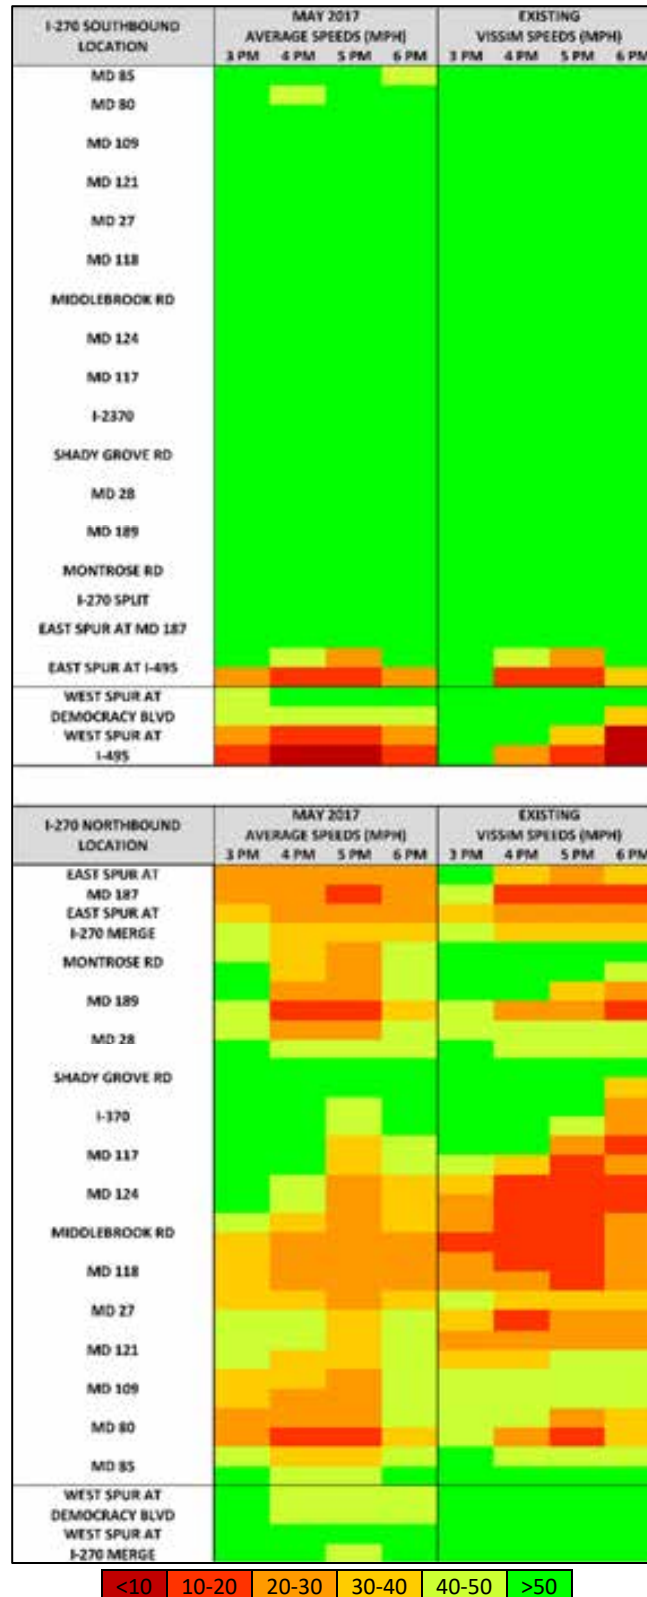 I-270 SOUTHBOUND
LOCATION
MAY 2017
AVERAGE SPEEDS (MPH)
EXISTING
VISSIM SPEEDS (MPH)
3 PM 4 PM 5 PM 6 PM 3 PM 4 PM 5 PM 6 PM
MD 85
MD 80
MD 109
MD 121
MD 27
MD 118
MIDDLEBROOK RD
MD 124
MD 117
I-2370
SHADY GROVE RD
MD 28
MD 189
MONTROSE RD
I-270 SPLIT
EAST SPUR AT MD 187
EAST SPUR AT I-495
WEST SPUR AT
DEMOCRACY BLVD
WEST SPUR AT
I-495
I-270 NORTHBOUND
LOCATION
MAY 2017
AVERAGE SPEEDS (MPH)
EXISTING
VISSIM SPEEDS (MPH)
3 PM 4 PM 5 PM 6 PM 3 PM 4 PM 5 PM 6 PM
EAST SPUR AT
MD 187
EAST SPUR AT
I-270 MERGE
MONTROSE RD
MD 189
MD 28
SHADY GROVE RD
I-370
MD 117
MD 124
MIDDLEBROOK RD
MD 118
MD 27
MD 121
MD 109
MD 80
MD 85
WEST SPUR AT
DEMOCRACY BLVD
WEST SPUR AT
I-270 MERGE
<10 10-20 20-30 30-40 40-50 >50